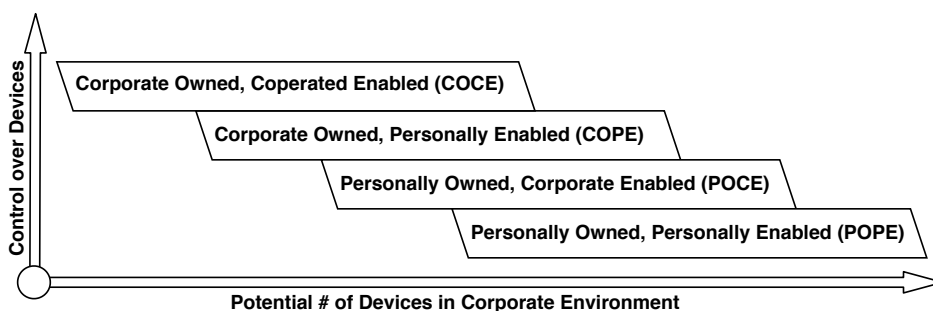 Control over Devices
Corporate Owned, Coperated Enabled (COCE)
Corporate Owned, Personally Enabled (COPE)
Personally Owned, Corporate Enabled (POCE)
Personally Owned, Personally Enabled (POPE)
Potential # of Devices in Corporate Environment